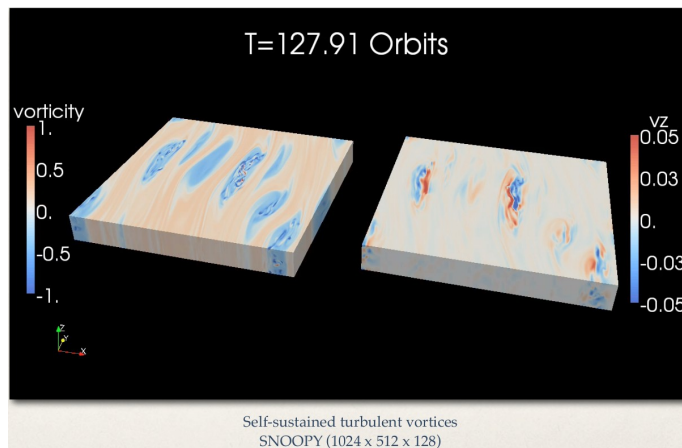 T=127.91 Orbits
vorticity
1.
0.5
0.
-0.5
-1.
vz
0.05
0.03
0.
-0.03
-0.05
Z
Y
X
Self-sustained turbulent vortices
SNOOPY (1024 x 512 x 128)